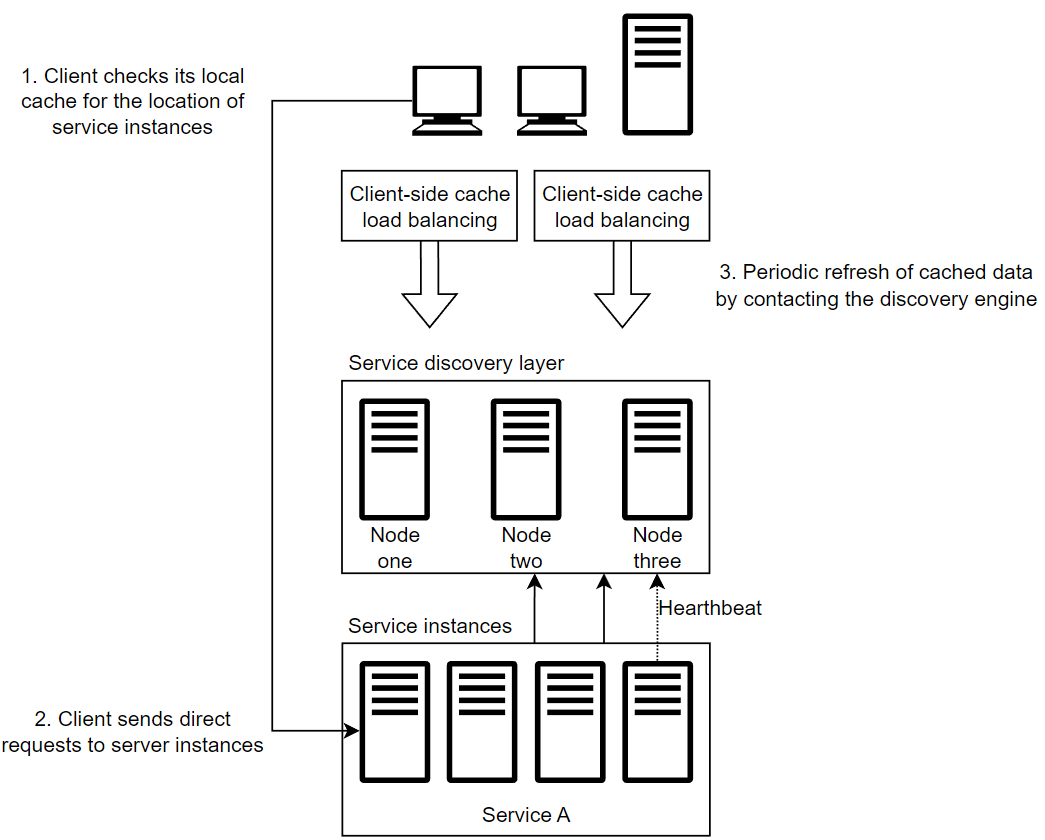 1. Client checks its local
cache for the location of
service instances
Client-side cache
load balancing
Client-side cache
load balancing
3. Periodic refresh of cached data
by contacting the discovery engine
Service discovery layer
Node
one
Node
two
Node
three
Hearthbeat
Service instances
2. Client sends direct
requests to server instances
Service A